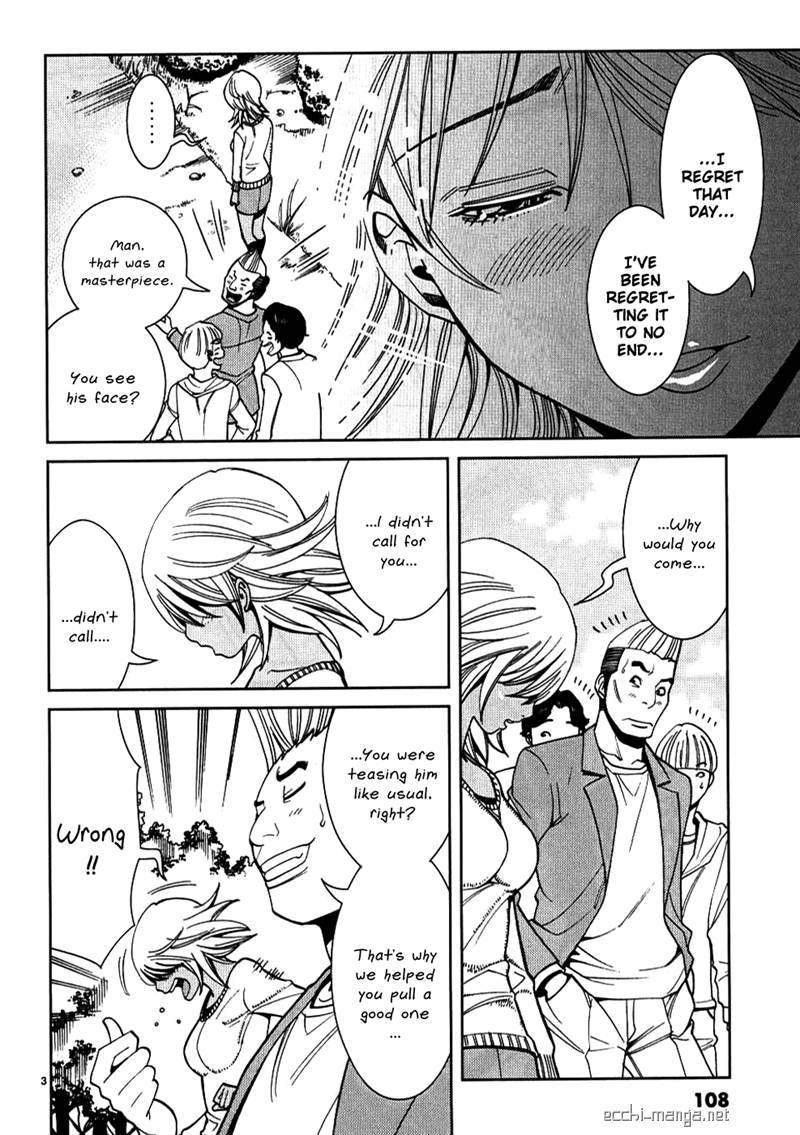 ...I
REGRET
THAT
DAY...
I'VE
BEEN
REGRET-
TING IT
TO NO
END...
......
Man,
that was a
masterpiece.
You see
his face?
...Why
would you
come...
...I didn't
call for
you...
...didn't
call....
...You were
teasing him
like usual,
right?
That's why
we helped
you pull a
good one
...
Wrong
!!
3
108
ecchi-manga.net